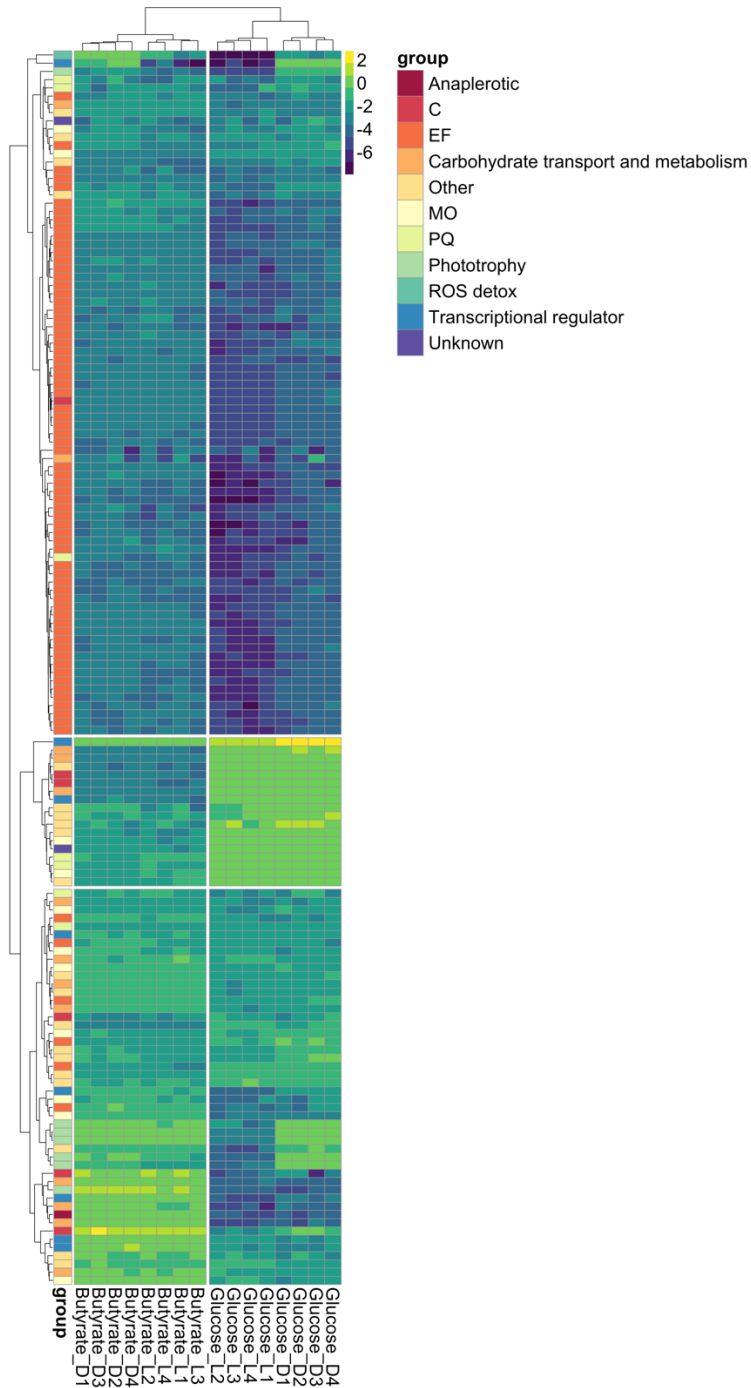 2
0
-2
-4
-6
group
Anaplerotic
C
EF
Carbohydrate transport and metabolism
Other
MO
PQ
Phototrophy
ROS detox
Transcriptional regulator
Unknown
group
Butyrate_D1
Butyrate_D3
Butyrate_D2
Butyrate_D4
Butyrate_L2
Butyrate_L4
Butyrate_L1
Butyrate_L3
Glucose_L2
Glucose_L3
Glucose_L4
Glucose_L1
Glucose_D1
Glucose_D2
Glucose_D3
Glucose_D4